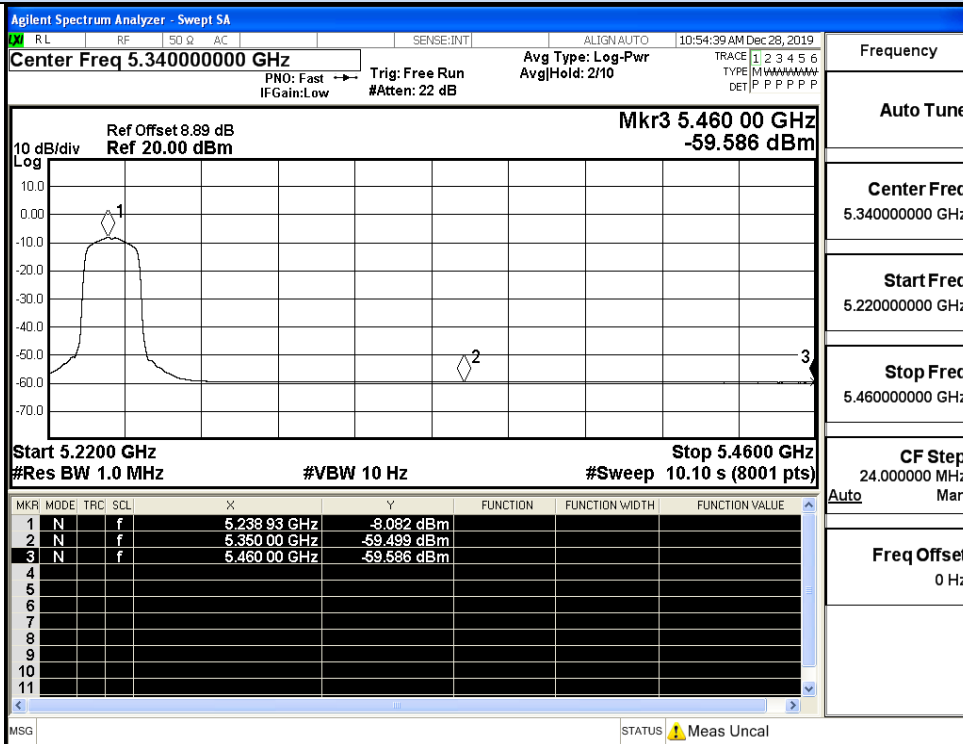 Agilent Spectrum Analyzer - Swept SA
LXI RL RF 50 Ω AC SENSE:INT ALIGN AUTO 10:54:39 AM Dec 28, 2019
Center Freq 5.340000000 GHz
PNO: Fast
IFGain:Low
Trig: Free Run
#Atten: 22 dB
Avg Type: Log-Pwr
Avg|Hold: 2/10
TRACE 1 2 3 4 5 6
TYPE M W W W W W
DET P P P P P P
Mkr3 5.460 00 GHz
-59.586 dBm
Ref Offset 8.89 dB
10 dB/div Ref 20.00 dBm
Log
10.0
0.00
-10.0
-20.0
-30.0
-40.0
-50.0
-60.0
-70.0
1
2
3
Start 5.2200 GHz Stop 5.4600 GHz
#Res BW 1.0 MHz #VBW 10 Hz #Sweep 10.10 s (8001 pts)
MKR MODE TRC SCL X Y FUNCTION FUNCTION WIDTH FUNCTION VALUE
1 N f 5.238 93 GHz -8.082 dBm
2 N f 5.350 00 GHz -59.499 dBm
3 N f 5.460 00 GHz -59.586 dBm
4
5
6
7
8
9
10
11
MSG STATUS Meas Uncal
Frequency
Auto Tune
Center Freq
5.340000000 GHz
Start Freq
5.220000000 GHz
Stop Freq
5.460000000 GHz
CF Step
24.000000 MHz
Auto Man
Freq Offset
0 Hz